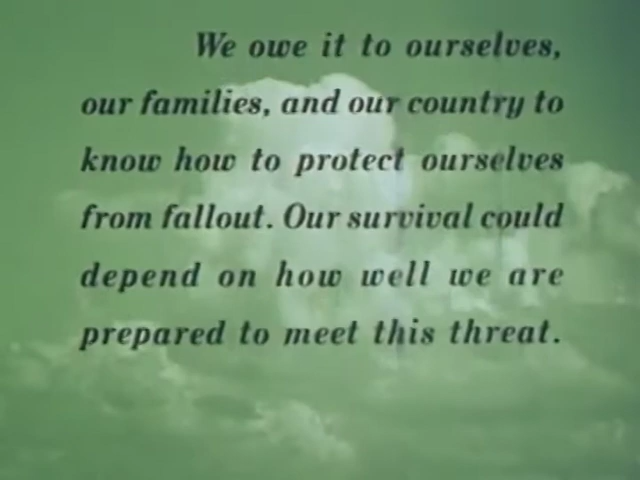 We owe it to ourselves,
our families, and our country to
know how to protect ourselves
from fallout. Our survival could
depend on how well we are
prepared to meet this threat.